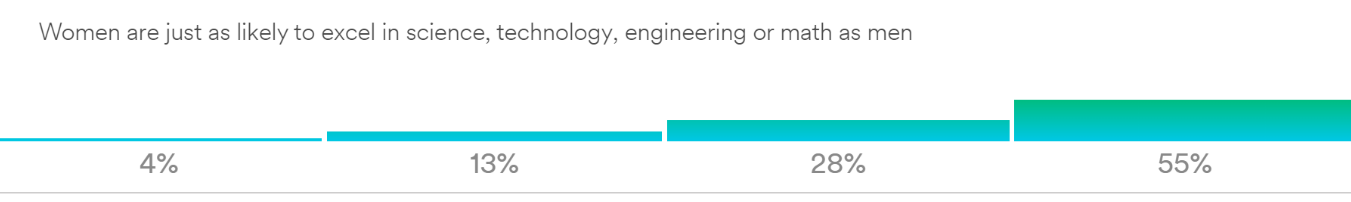 Women are just as likely to excel in science, technology, engineering or math as men
4% 13% 28% 55%